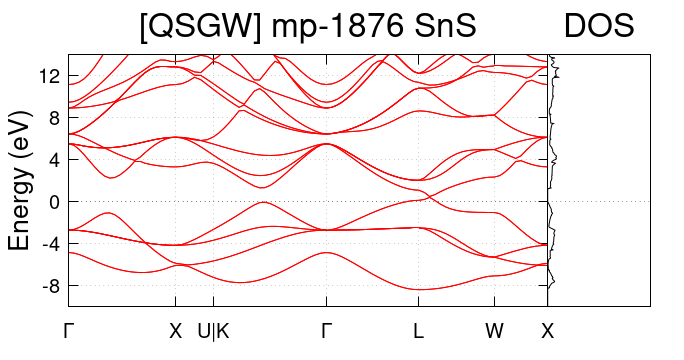 [QSGW] mp-1876 SnS
DOS
Energy (eV)
12
8
4
0
-4
-8
Γ X U|K Γ L W X